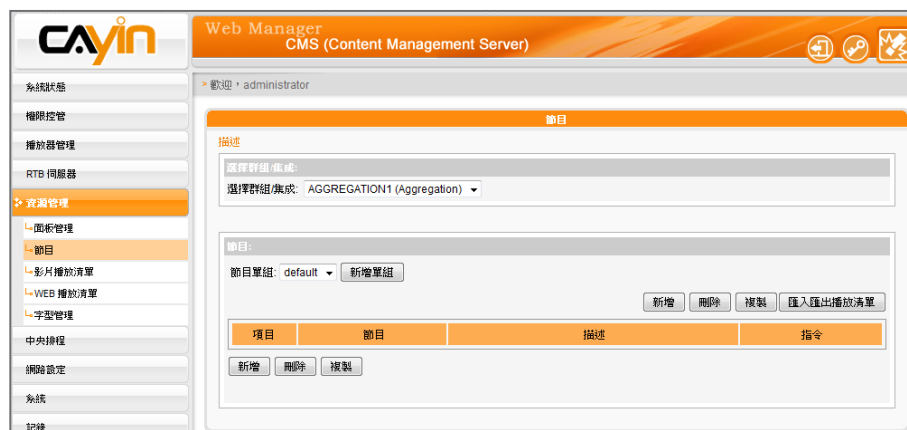 CAYin
Web Manager
CMS (Content Management Server)
歡迎，administrator
系統狀態
權限控管
播放器管理
RTB 伺服器
資源管理
面板管理
節目
影片播放清單
WEB 播放清單
字型管理
中央排程
網路設定
系統
記錄
節目
描述
選擇群組/集成:
選擇群組/集成: AGGREGATION1 (Aggregation)
節目:
節目單組: default 新增單組
新增 刪除 複製 匯入匯出播放清單
項目 節目 描述 指令
新增 刪除 複製